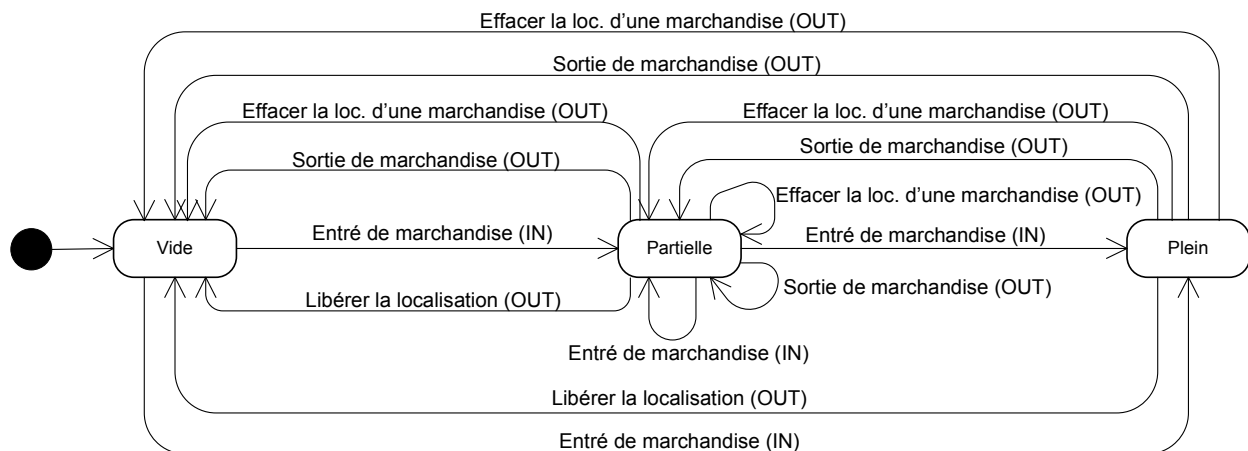 Effacer la loc. d'une marchandise (OUT)
Sortie de marchandise (OUT)
Effacer la loc. d'une marchandise (OUT)
Effacer la loc. d'une marchandise (OUT)
Sortie de marchandise (OUT)
Sortie de marchandise (OUT)
Effacer la loc. d'une marchandise (OUT)
Vide
Entré de marchandise (IN)
Partielle
Entré de marchandise (IN)
Plein
Libérer la localisation (OUT)
Sortie de marchandise (OUT)
Entré de marchandise (IN)
Libérer la localisation (OUT)
Entré de marchandise (IN)